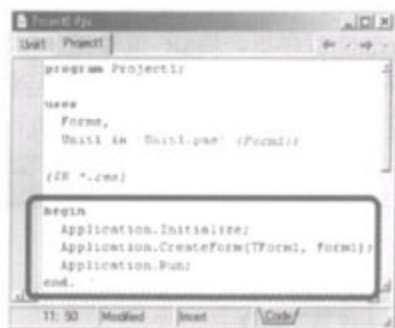 Project1.dpr
Unit1 Project1
program Project1;
uses
Forms,
Unit1 in 'Unit1.pas' {Form1};
{$R *.res}
begin
Application.Initialize;
Application.CreateForm(TForm1, Form1);
Application.Run;
end.
11: 50 Modified Insert Code